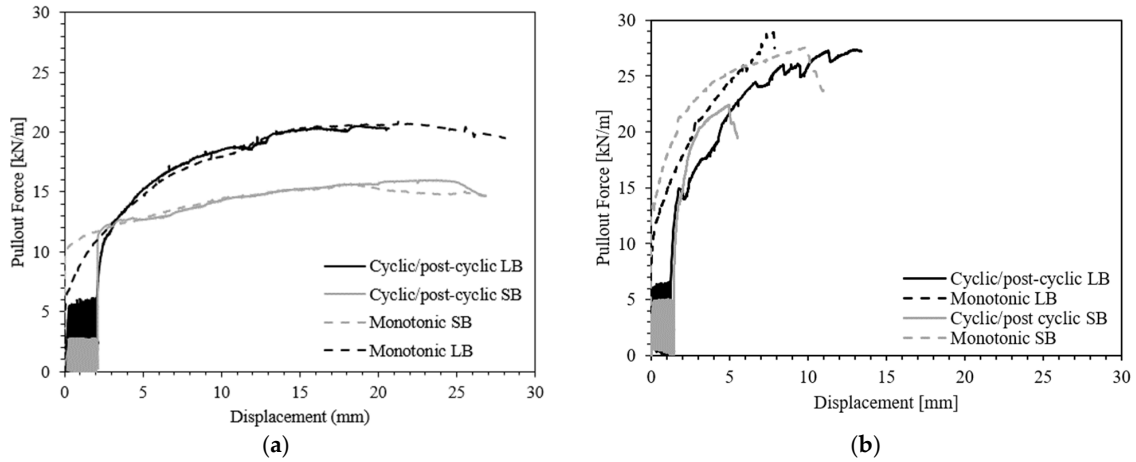 30
25
20
15
10
5
0
Pullout Force [kN/m]
Cyclic/post-cyclic LB
Cyclic/post-cyclic SB
Monotonic SB
Monotonic LB
0 5 10 15 20 25 30
Displacement (mm)
(a)
30
25
20
15
10
5
0
Pullout Force [kN/m]
Cyclic/post-cyclic LB
Monotonic LB
Cyclic/post cyclic SB
Monotonic SB
0 5 10 15 20 25 30
Displacement [mm]
(b)